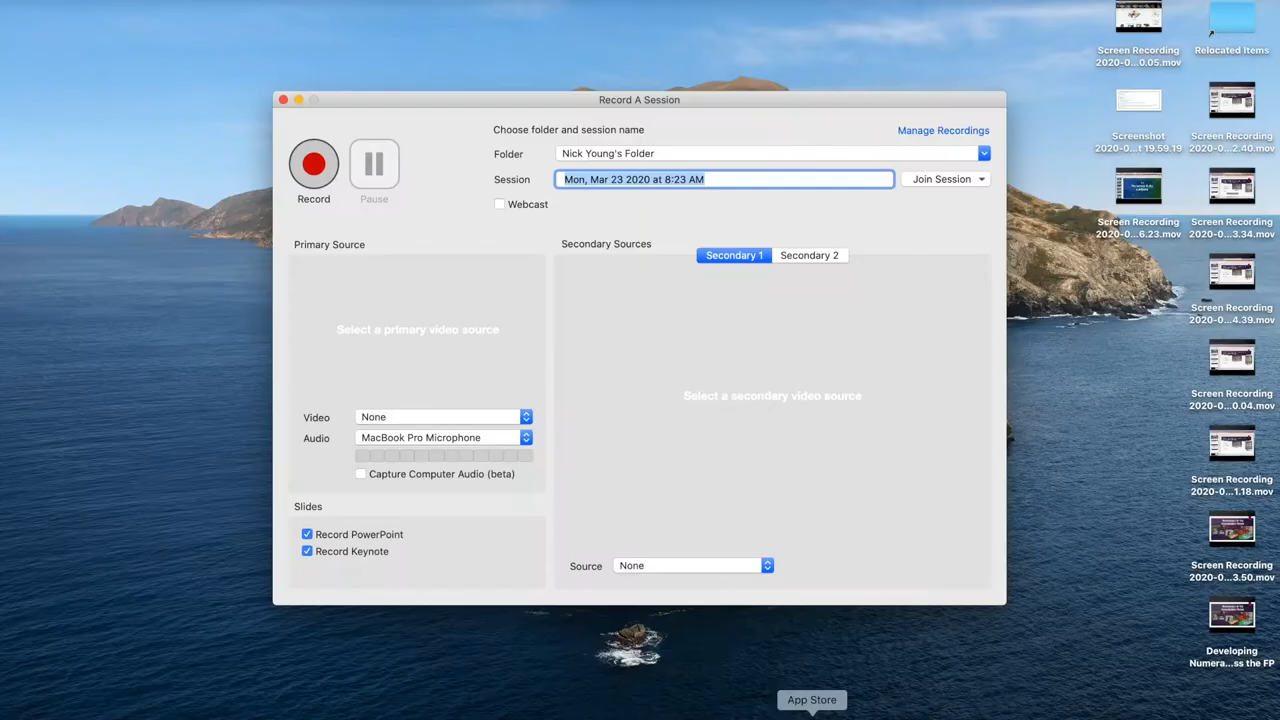 Record A Session
Choose folder and session name
Manage Recordings
Folder
Nick Young's Folder
Session
Mon, Mar 23 2020 at 8:23 AM
Join Session
Webcast
Record
Pause
Primary Source
Select a primary video source
Video
None
Audio
MacBook Pro Microphone
Capture Computer Audio (beta)
Slides
Record PowerPoint
Record Keynote
Secondary Sources
Secondary 1
Secondary 2
Select a secondary video source
Source
None
Screen Recording
2020-0...0.05.mov
Relocated Items
Screenshot
2020-0...t 19.59.19
Screen Recording
2020-0...2.40.mov
Screen Recording
2020-0...6.23.mov
Screen Recording
2020-0...3.34.mov
Screen Recording
2020-0...4.39.mov
Screen Recording
2020-0...0.04.mov
Screen Recording
2020-0...1.18.mov
Screen Recording
2020-0...3.50.mov
Developing
Numera...ss the FP
App Store